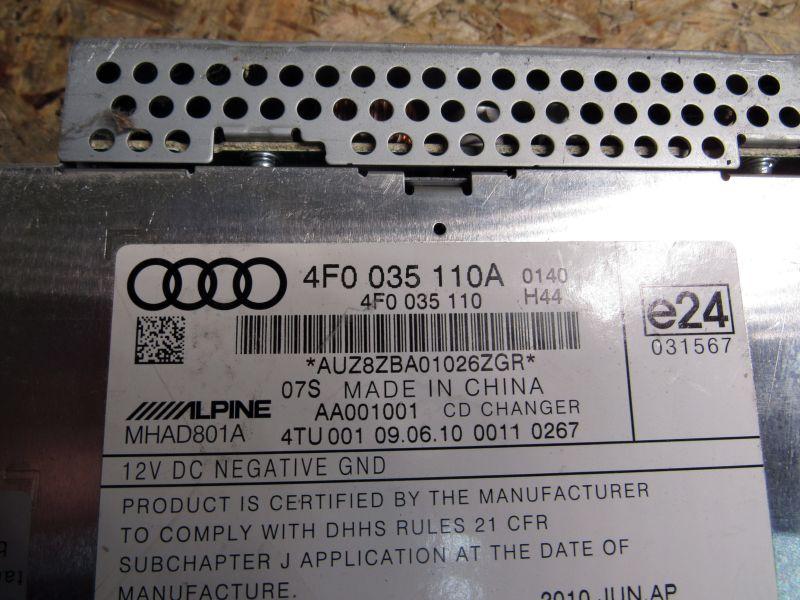 4F0 035 110A 0140
4F0 035 110 H44
e24
031567
*AUZ8ZBA01026ZGR*
07S MADE IN CHINA
ALPINE AA001001 CD CHANGER
MHAD801A 4TU 001 09.06.10 0011 0267
12V DC NEGATIVE GND
PRODUCT IS CERTIFIED BY THE MANUFACTURER
TO COMPLY WITH DHHS RULES 21 CFR
SUBCHAPTER J APPLICATION AT THE DATE OF
MANUFACTURE.
2010.JUN.AP